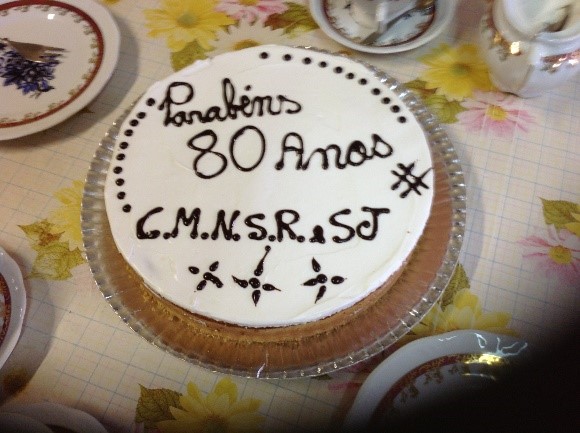 Parabéns
80 Anos
C.M.N.S.R. e SJ